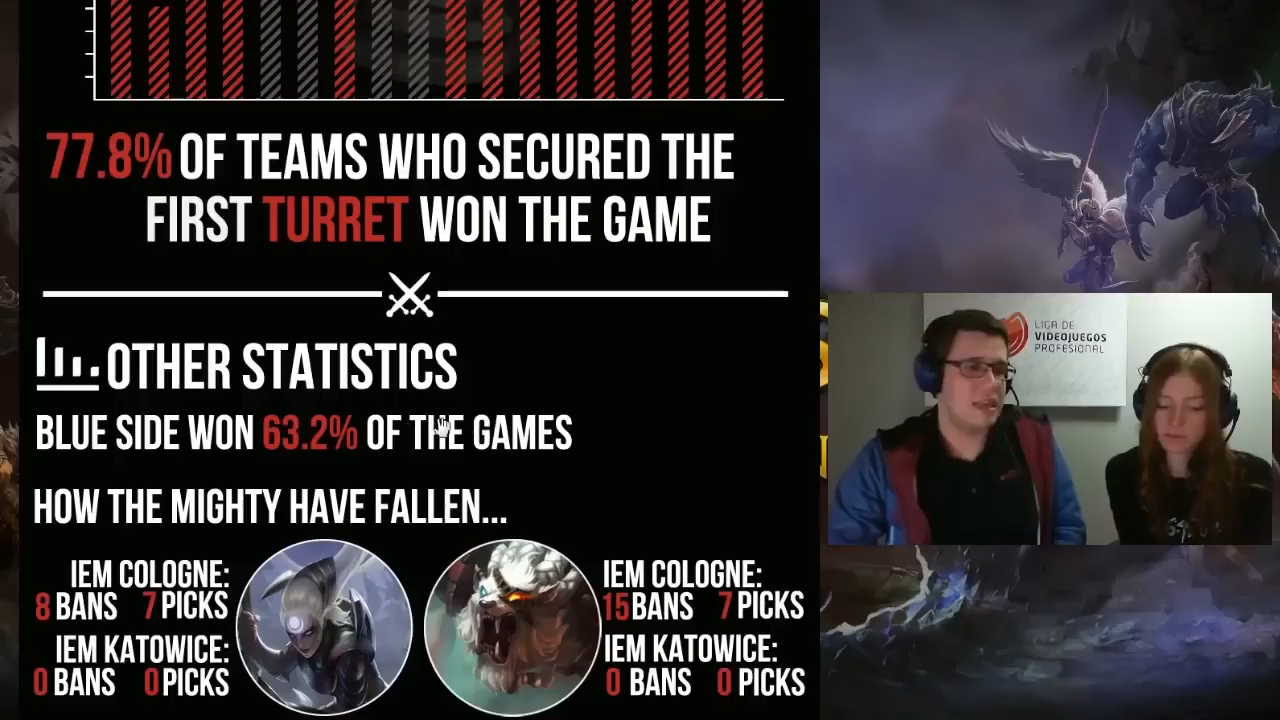 77.8% OF TEAMS WHO SECURED THE
FIRST TURRET WON THE GAME
OTHER STATISTICS
BLUE SIDE WON 63.2% OF THE GAMES
HOW THE MIGHTY HAVE FALLEN...
IEM COLOGNE:
8 BANS 7 PICKS
IEM KATOWICE:
0 BANS 0 PICKS
IEM COLOGNE:
15 BANS 7 PICKS
IEM KATOWICE:
0 BANS 0 PICKS
LIGA DE
VIDEOJUEGOS
PROFESIONAL